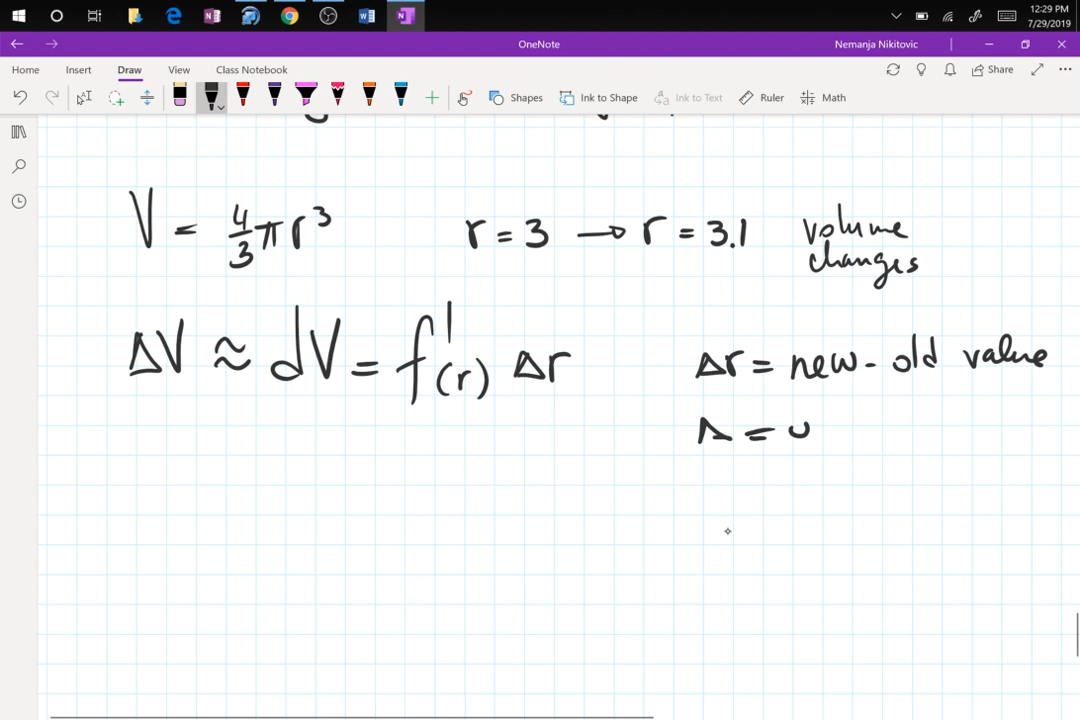 12:29 PM
7/29/2019
OneNote
Nemanja Nikitovic
Home Insert Draw View Class Notebook Share
Shapes Ink to Shape Ink to Text Ruler Math
V = 4/3 πr³ r = 3 → r = 3.1 volume changes
ΔV ≈ dV = f'(r) Δr Δr = new - old value
Δ =